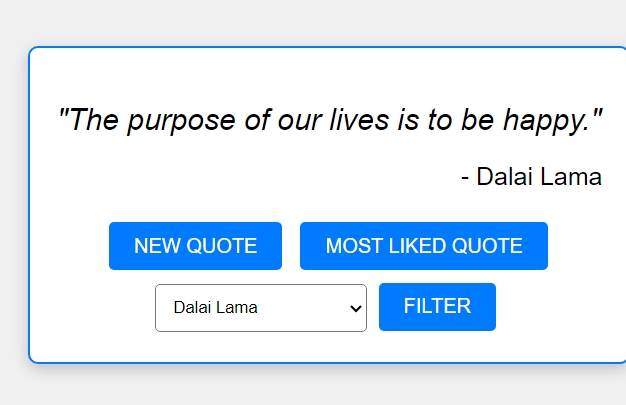 "The purpose of our lives is to be happy."
- Dalai Lama
NEW QUOTE MOST LIKED QUOTE
Dalai Lama FILTER